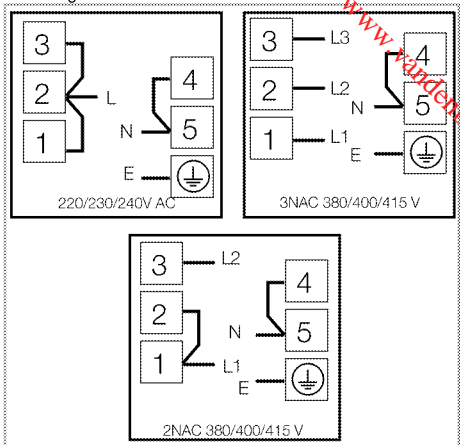 3
2 L
1
4
N 5
E
220/230/240V AC
3 L3
2 L2
1 L1
4
N 5
E
3NAC 380/400/415 V
www.vanden
3 L2
2
1 L1
4
N 5
E
2NAC 380/400/415 V